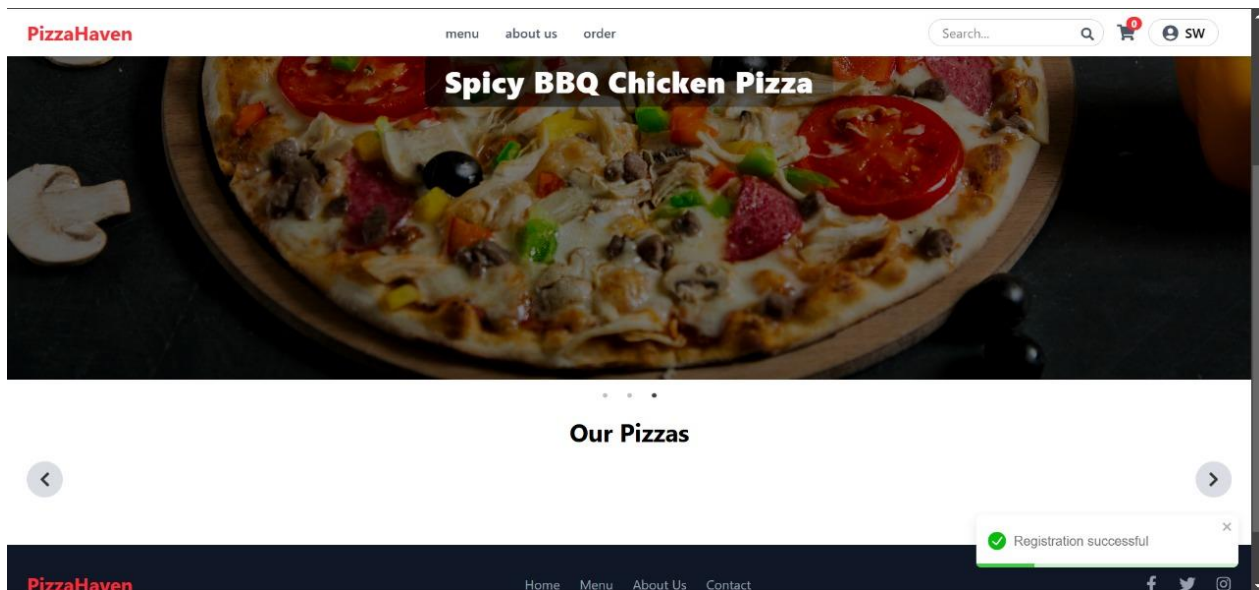 PizzaHaven menu about us order Search... 0 SW
Spicy BBQ Chicken Pizza
Our Pizzas
Registration successful
PizzaHaven Home Menu About Us Contact